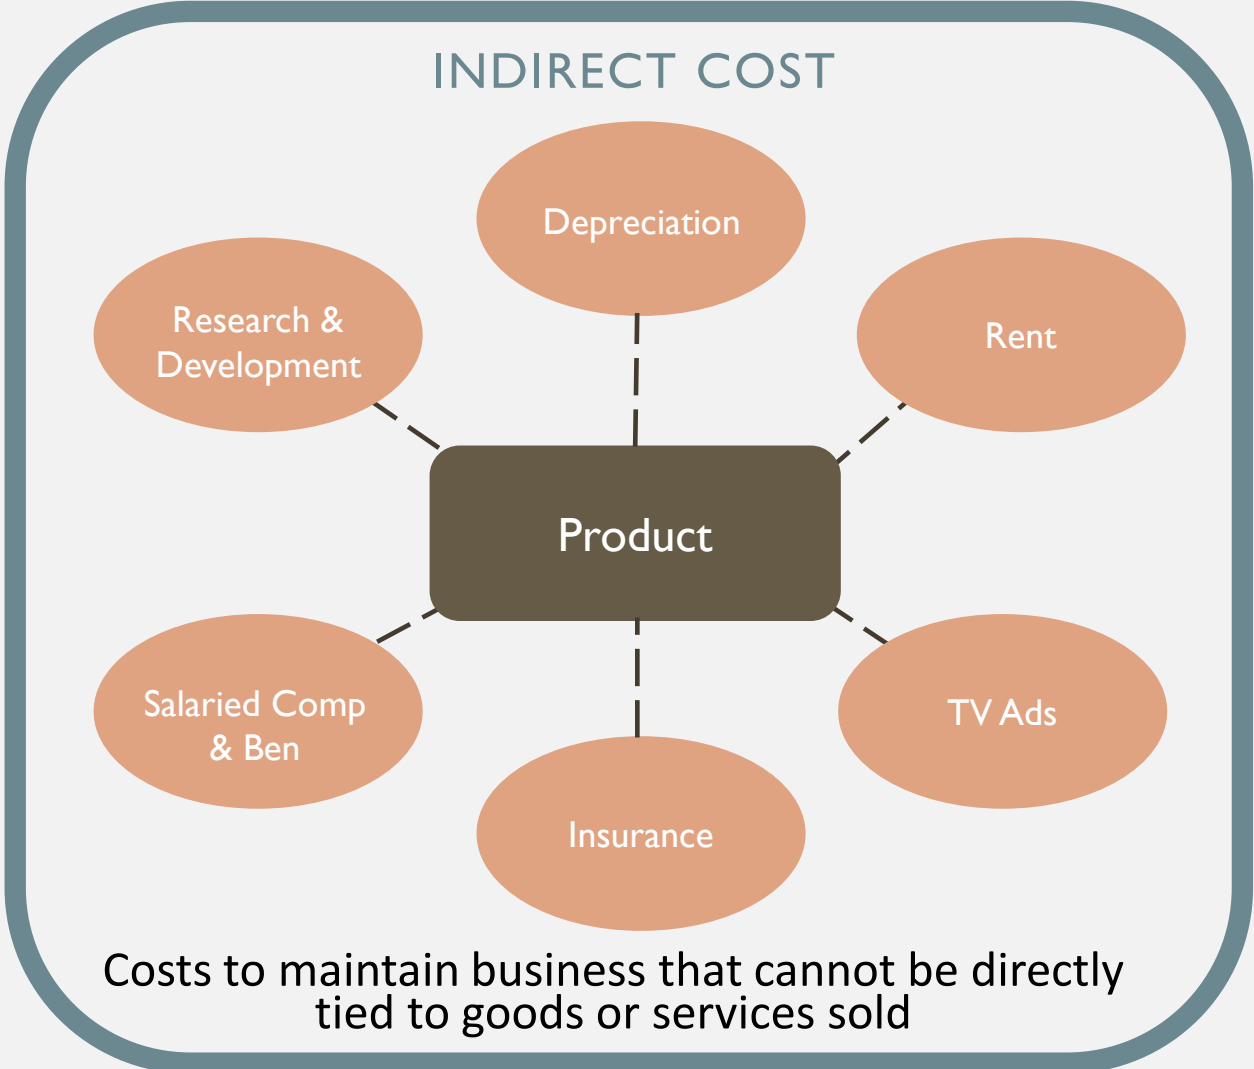 INDIRECT COST
Depreciation
Research &
Development
Rent
Product
Salaried Comp
& Ben
TV Ads
Insurance
Costs to maintain business that cannot be directly
tied to goods or services sold